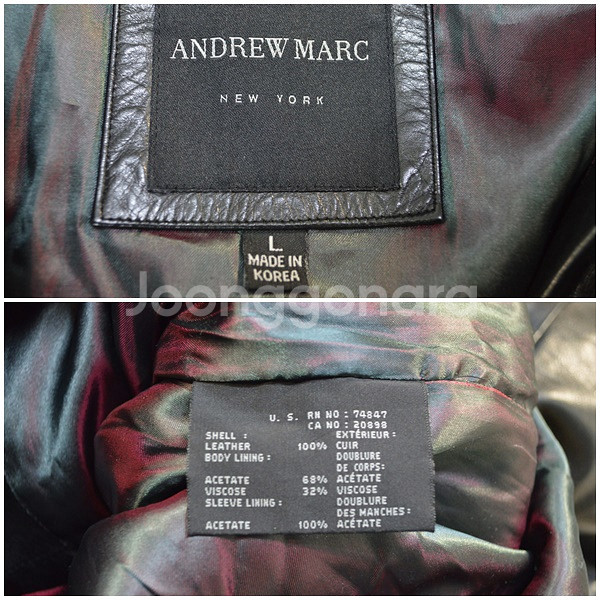 ANDREW MARC
NEW YORK
L
MADE IN
KOREA
Joonggonara
U. S. RN NO : 74847
CA NO : 20898
SHELL : EXTÉRIEUR :
LEATHER 100% CUIR
BODY LINING : DOUBLURE
DE CORPS:
ACETATE 68% ACÉTATE
VISCOSE 32% VISCOSE
SLEEVE LINING : DOUBLURE
DES MANCHES:
ACETATE 100% ACÉTATE